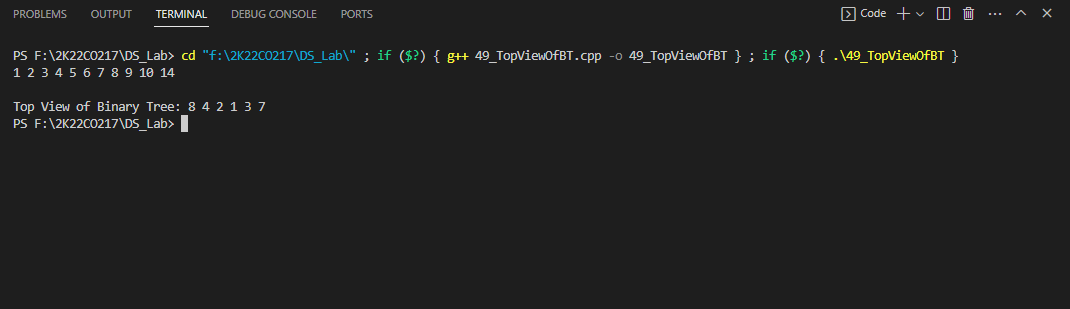 PROBLEMS OUTPUT TERMINAL DEBUG CONSOLE PORTS Code
PS F:\2K22CO217\DS_Lab> cd "f:\2K22CO217\DS_Lab\" ; if ($?) { g++ 49_TopViewOfBT.cpp -o 49_TopViewOfBT } ; if ($?) { .\49_TopViewOfBT }
1 2 3 4 5 6 7 8 9 10 14
Top View of Binary Tree: 8 4 2 1 3 7
PS F:\2K22CO217\DS_Lab>